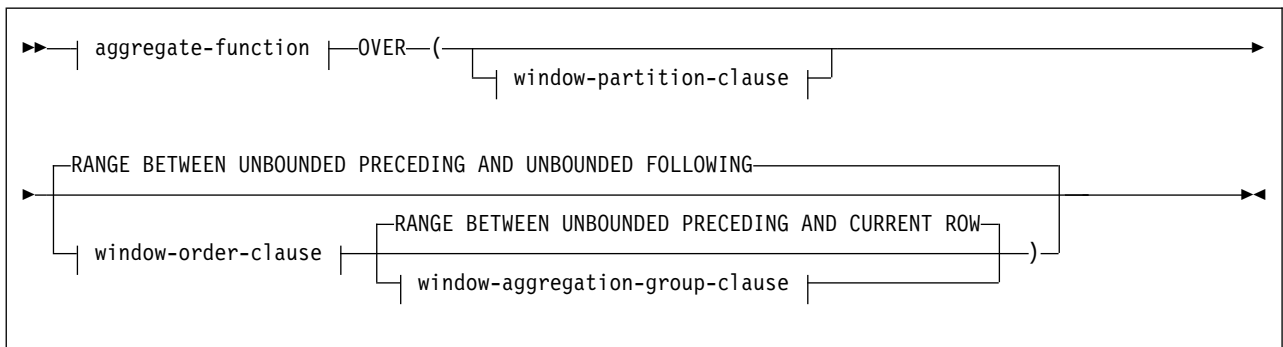 aggregate-function OVER (
window-partition-clause
RANGE BETWEEN UNBOUNDED PRECEDING AND UNBOUNDED FOLLOWING
RANGE BETWEEN UNBOUNDED PRECEDING AND CURRENT ROW
window-order-clause )
window-aggregation-group-clause